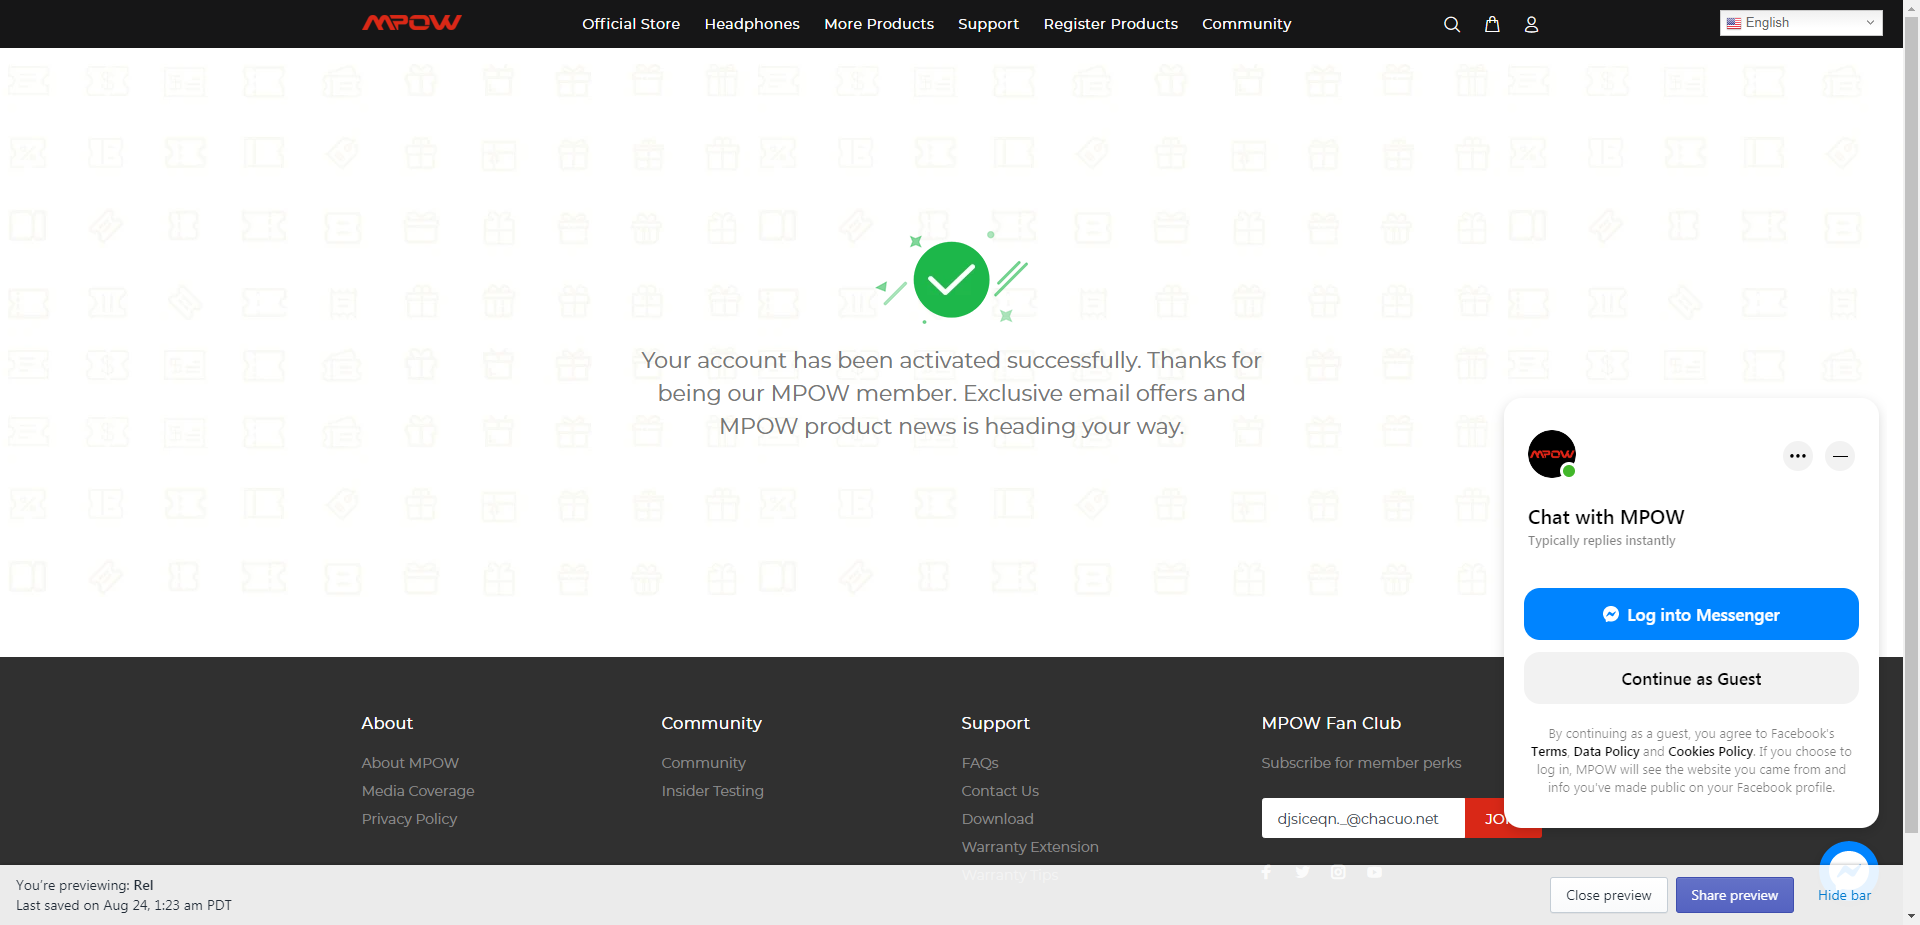 MPOW
Official Store Headphones More Products Support Register Products Community
English
Your account has been activated successfully. Thanks for
being our MPOW member. Exclusive email offers and
MPOW product news is heading your way.
MPOW
Chat with MPOW
Typically replies instantly
Log into Messenger
Continue as Guest
By continuing as a guest, you agree to Facebook's
Terms, Data Policy and Cookies Policy. If you choose to
log in, MPOW will see the website you came from and
info you've made public on your Facebook profile.
About
About MPOW
Media Coverage
Privacy Policy
Community
Community
Insider Testing
Support
FAQs
Contact Us
Download
Warranty Extension
Warranty Tips
MPOW Fan Club
Subscribe for member perks
djsiceqn._@chacuo.net
You're previewing: Rel
Last saved on Aug 24, 1:23 am PDT
Close preview
Share preview
Hide bar